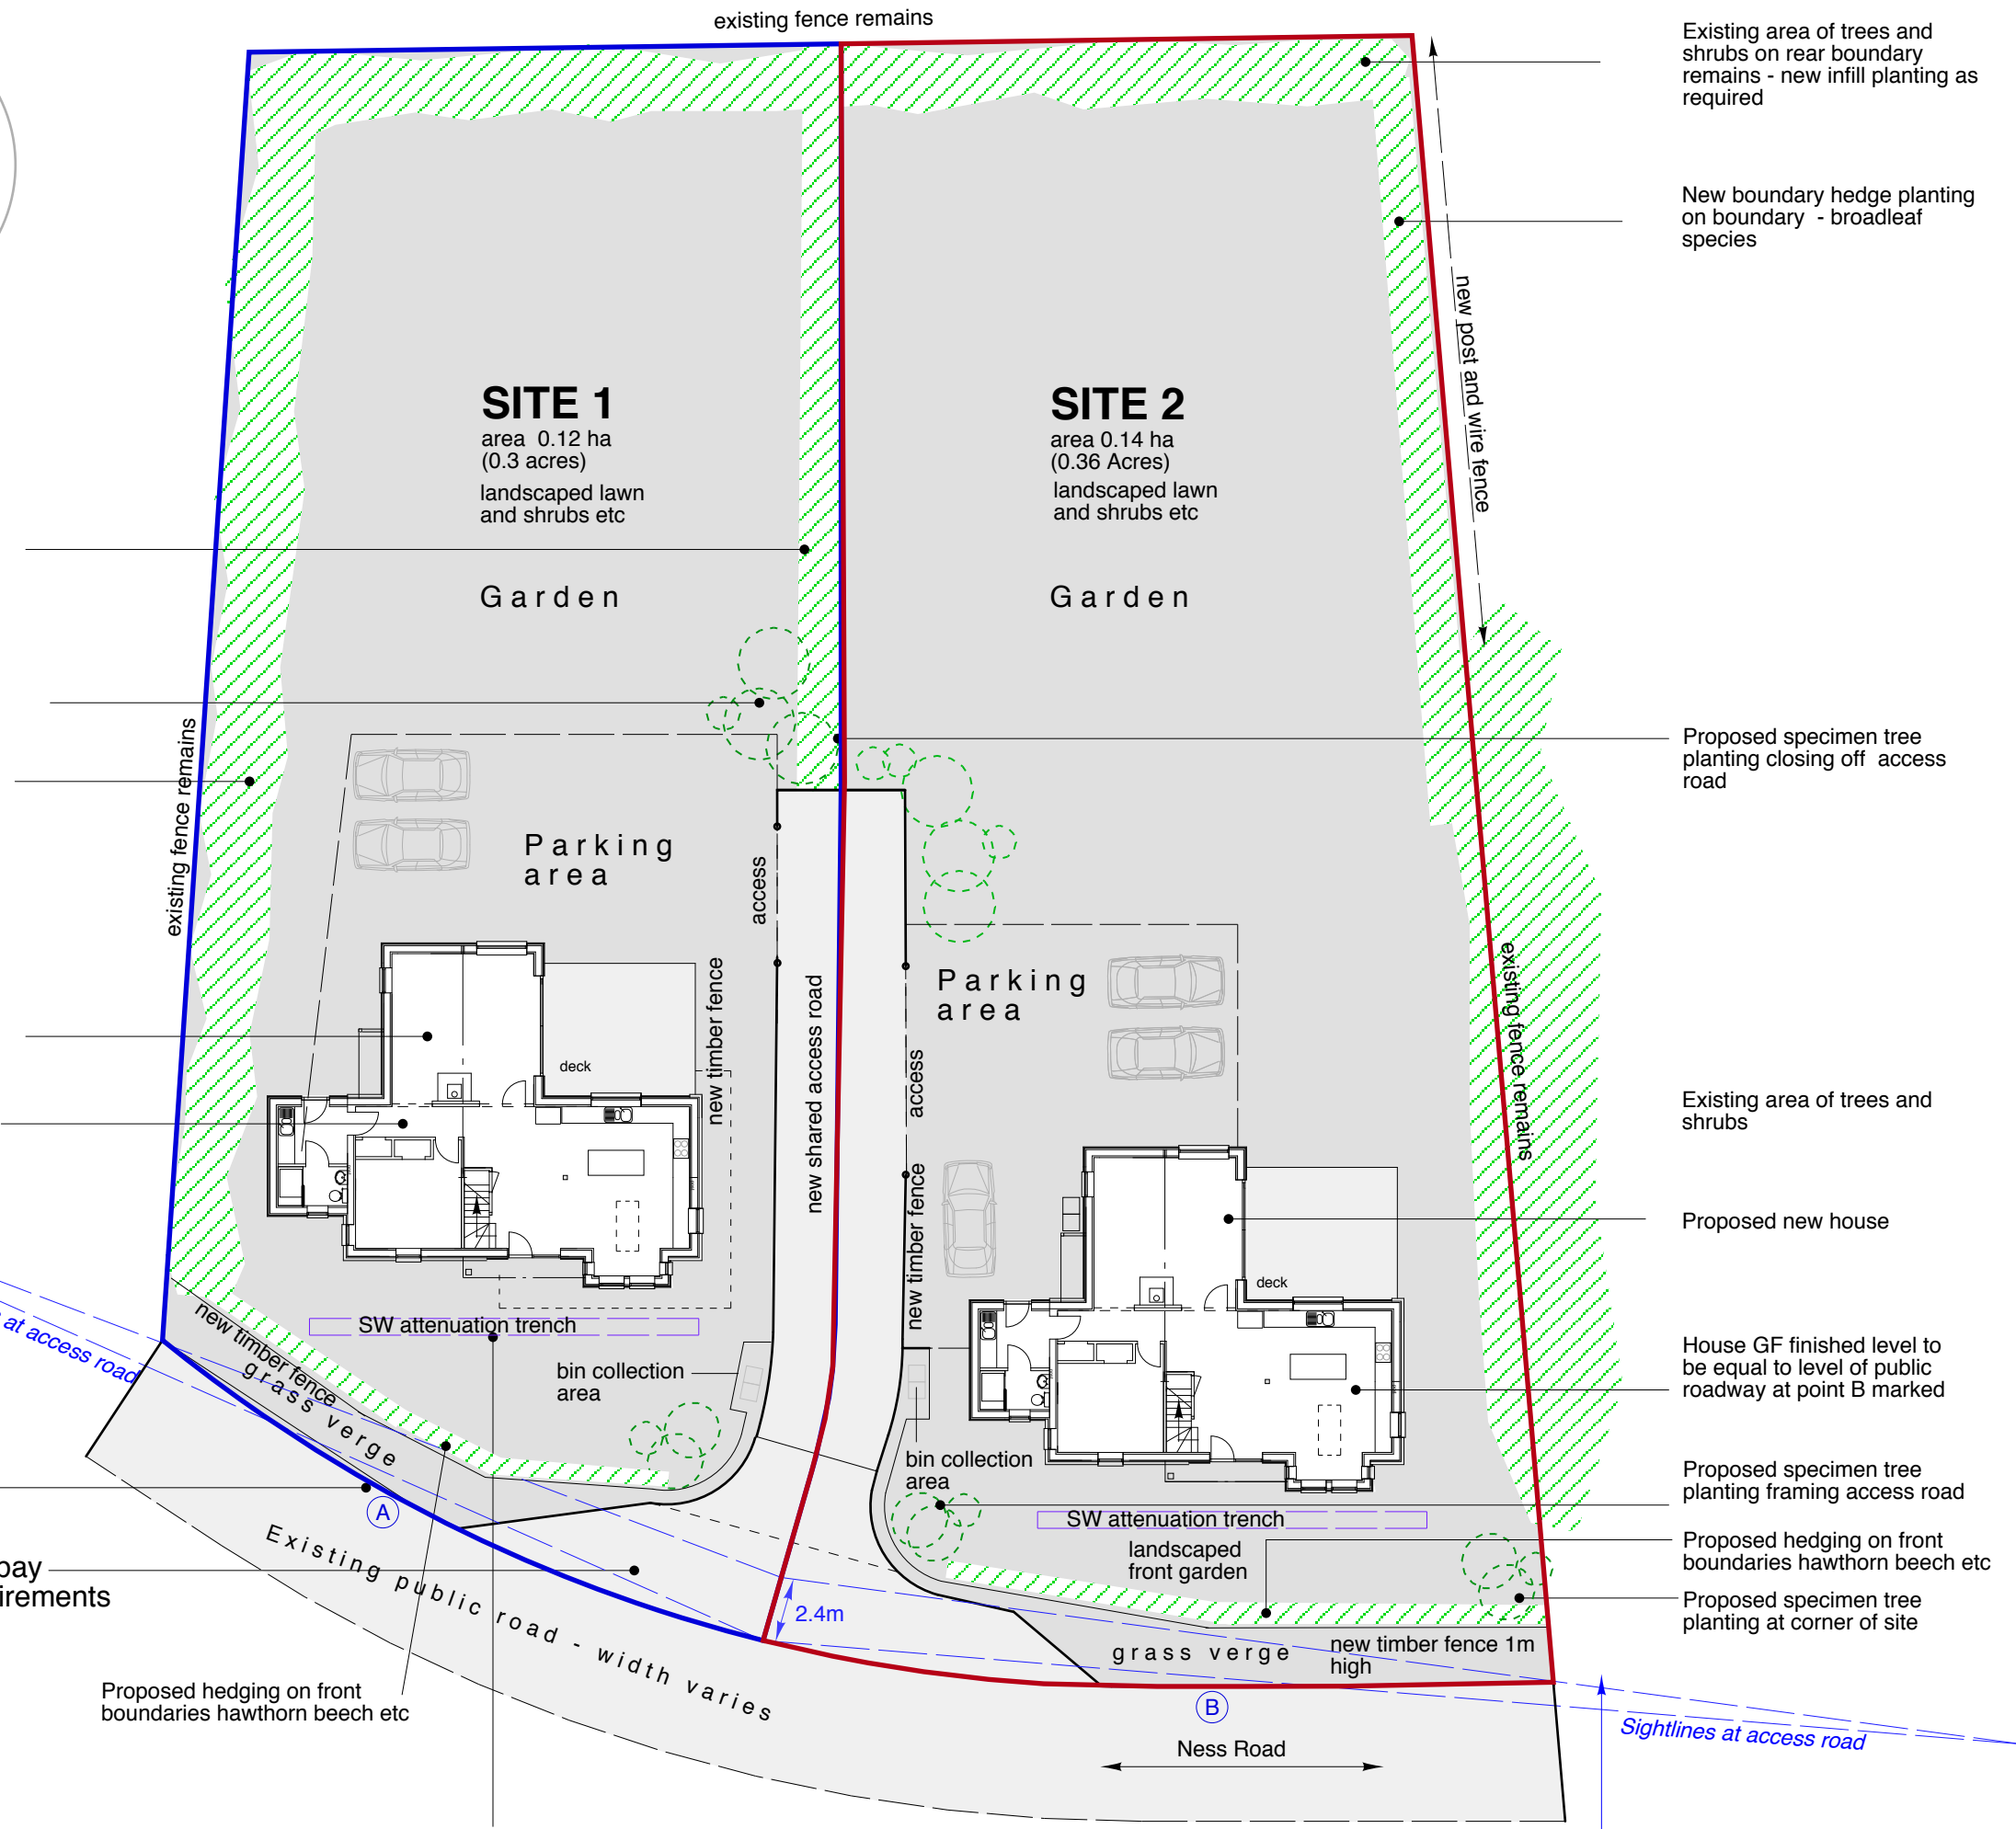 existing fence remains
Existing area of trees and
shrubs on rear boundary
remains - new infill planting as
required
New boundary hedge planting
on boundary - broadleaf
species
new post and wire fence
SITE 1
area 0.12 ha
(0.3 acres)
landscaped lawn
and shrubs etc
Garden
SITE 2
area 0.14 ha
(0.36 Acres)
landscaped lawn
and shrubs etc
Garden
existing fence remains
Proposed specimen tree
planting closing off access
road
Parking
area
access
new timber fence
new shared access road
deck
Parking
area
access
new timber fence
existing fence remains
Existing area of trees and
shrubs
Proposed new house
deck
House GF finished level to
be equal to level of public
roadway at point B marked
at access road
new timber fence
grass verge
SW attenuation trench
bin collection
area
bin collection
area
Proposed specimen tree
planting framing access road
SW attenuation trench
landscaped
front garden
Proposed hedging on front
boundaries hawthorn beech etc
Proposed specimen tree
planting at corner of site
A
Existing public road - width varies
bay
irements
2.4m
grass verge
new timber fence 1m
high
B
Proposed hedging on front
boundaries hawthorn beech etc
Ness Road
Sightlines at access road